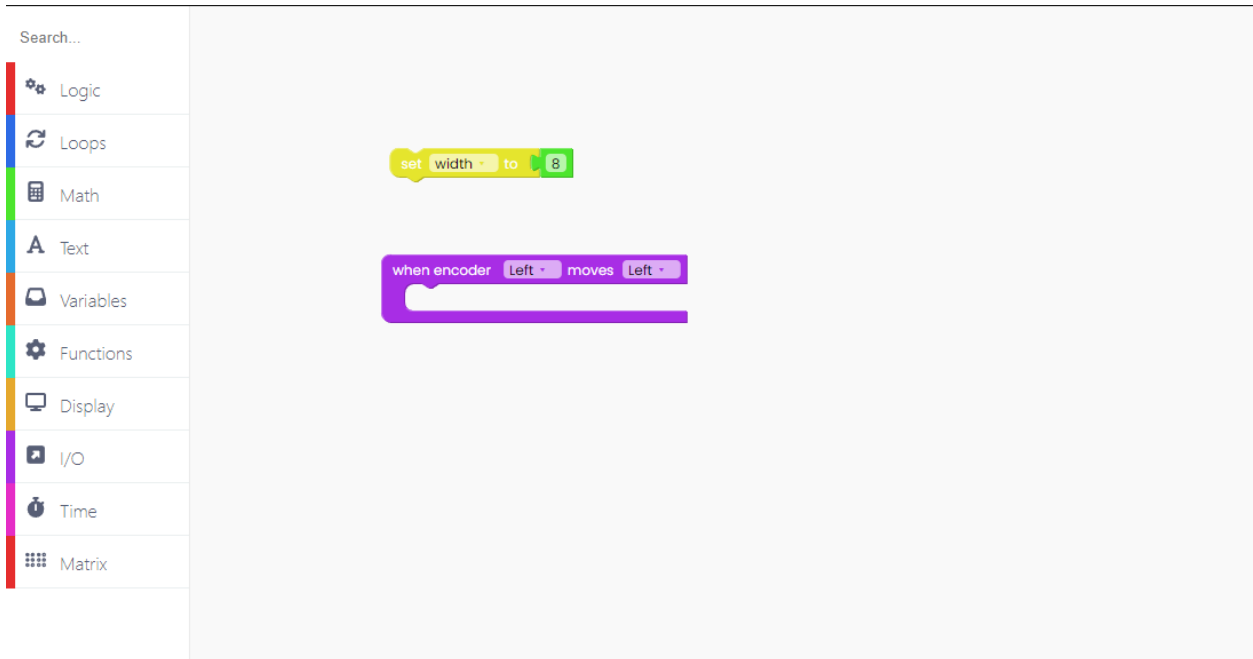 Search...
Logic
Loops
Math
Text
Variables
Functions
Display
I/O
Time
Matrix
set width to 8
when encoder Left moves Left